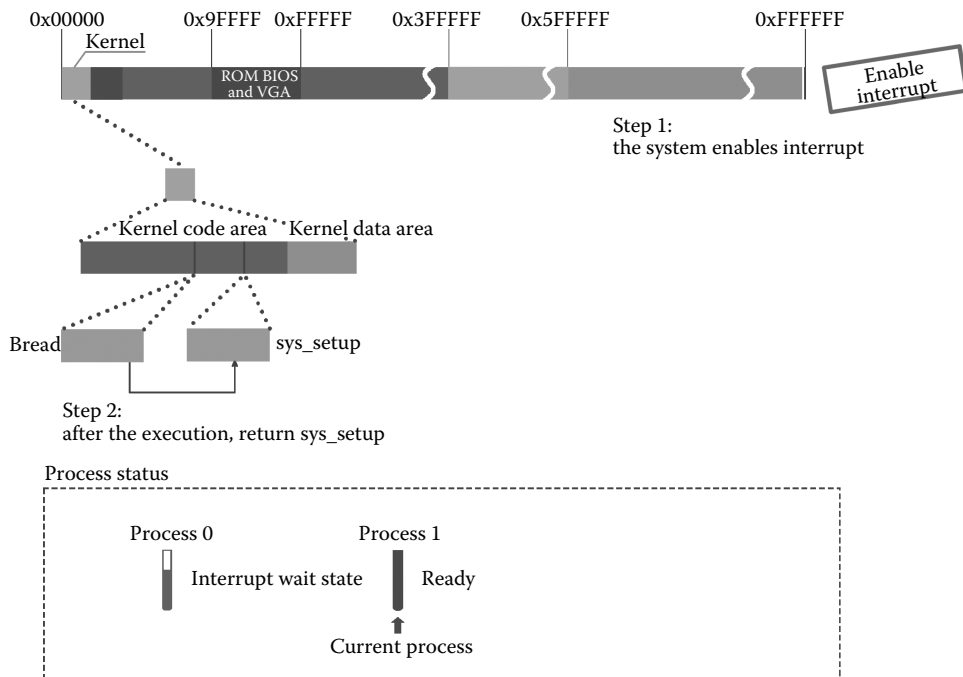 0x00000 0x9FFFF 0xFFFFF 0x3FFFFF 0x5FFFFF 0xFFFFFF
Kernel
ROM BIOS
and VGA
Enable
interrupt
Step 1:
the system enables interrupt
Kernel code area Kernel data area
Bread sys_setup
Step 2:
after the execution, return sys_setup
Process status
Process 0 Process 1
Interrupt wait state Ready
Current process